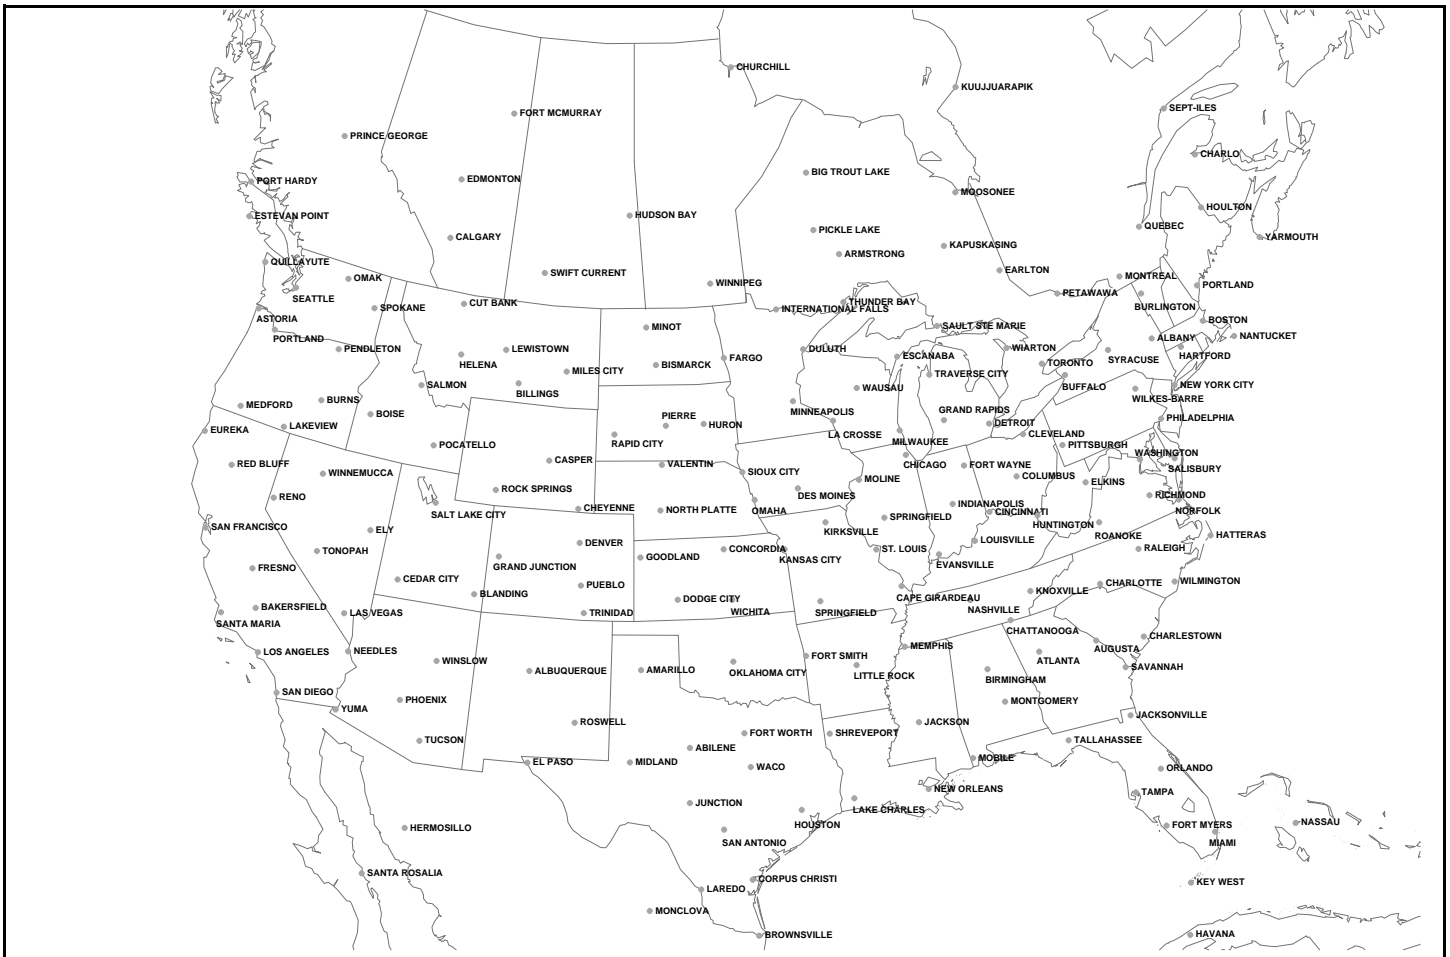 CHURCHILL
KUUJJUARAPIK
SEPT-ILES
FORT MCMURRAY
PRINCE GEORGE
CHARLO
BIG TROUT LAKE
EDMONTON
PORT HARDY
MOOSONEE
HOULTON
HUDSON BAY
ESTEVAN POINT
QUEBEC
PICKLE LAKE
CALGARY
YARMOUTH
KAPUSKASING
ARMSTRONG
QUILLAYUTE
EARLTON
SWIFT CURRENT
OMAK
MONTREAL
WINNIPEG
PORTLAND
PETAWAWA
SEATTLE
THUNDER BAY
CUT BANK
SPOKANE
INTERNATIONAL FALLS
BURLINGTON
ASTORIA
BOSTON
MINOT
SAULT STE MARIE
PORTLAND
ALBANY
NANTUCKET
PENDLETON
LEWISTOWN
DULUTH
WIARTON
HARTFORD
ESCANABA
FARGO
SYRACUSE
HELENA
BISMARCK
TORONTO
MILES CITY
TRAVERSE CITY
SALMON
WAUSAU
BUFFALO
NEW YORK CITY
BILLINGS
WILKES-BARRE
BURNS
MEDFORD
MINNEAPOLIS
GRAND RAPIDS
BOISE
PIERRE
PHILADELPHIA
LAKEVIEW
HURON
DETROIT
EUREKA
LA CROSSE
CLEVELAND
RAPID CITY
MILWAUKEE
POCATELLO
PITTSBURGH
WASHINGTON
CASPER
RED BLUFF
VALENTIN
CHICAGO
FORT WAYNE
SALISBURY
WINNEMUCCA
SIOUX CITY
COLUMBUS
MOLINE
ELKINS
ROCK SPRINGS
DES MOINES
RICHMOND
RENO
INDIANAPOLIS
CHEYENNE
NORTH PLATTE
OMAHA
CINCINNATI
NORFOLK
SALT LAKE CITY
SPRINGFIELD
HUNTINGTON
SAN FRANCISCO
ELY
KIRKSVILLE
ROANOKE
HATTERAS
LOUISVILLE
DENVER
TONOPAH
CONCORDIA
ST. LOUIS
RALEIGH
GOODLAND
KANSAS CITY
EVANSVILLE
GRAND JUNCTION
FRESNO
CEDAR CITY
WILMINGTON
CHARLOTTE
PUEBLO
KNOXVILLE
BLANDING
CAPE GIRARDEAU
DODGE CITY
BAKERSFIELD
NASHVILLE
LAS VEGAS
TRINIDAD
WICHITA
SPRINGFIELD
SANTA MARIA
CHATTANOOGA
CHARLESTOWN
MEMPHIS
AUGUSTA
LOS ANGELES
NEEDLES
FORT SMITH
WINSLOW
ATLANTA
SAVANNAH
ALBUQUERQUE
AMARILLO
OKLAHOMA CITY
LITTLE ROCK
BIRMINGHAM
SAN DIEGO
PHOENIX
MONTGOMERY
YUMA
JACKSONVILLE
ROSWELL
JACKSON
FORT WORTH
SHREVEPORT
TUCSON
TALLAHASSEE
ABILENE
MOBILE
EL PASO
MIDLAND
WACO
ORLANDO
NEW ORLEANS
TAMPA
JUNCTION
LAKE CHARLES
NASSAU
HOUSTON
FORT MYERS
HERMOSILLO
SAN ANTONIO
MIAMI
SANTA ROSALIA
CORPUS CHRISTI
KEY WEST
LAREDO
MONCLOVA
HAVANA
BROWNSVILLE